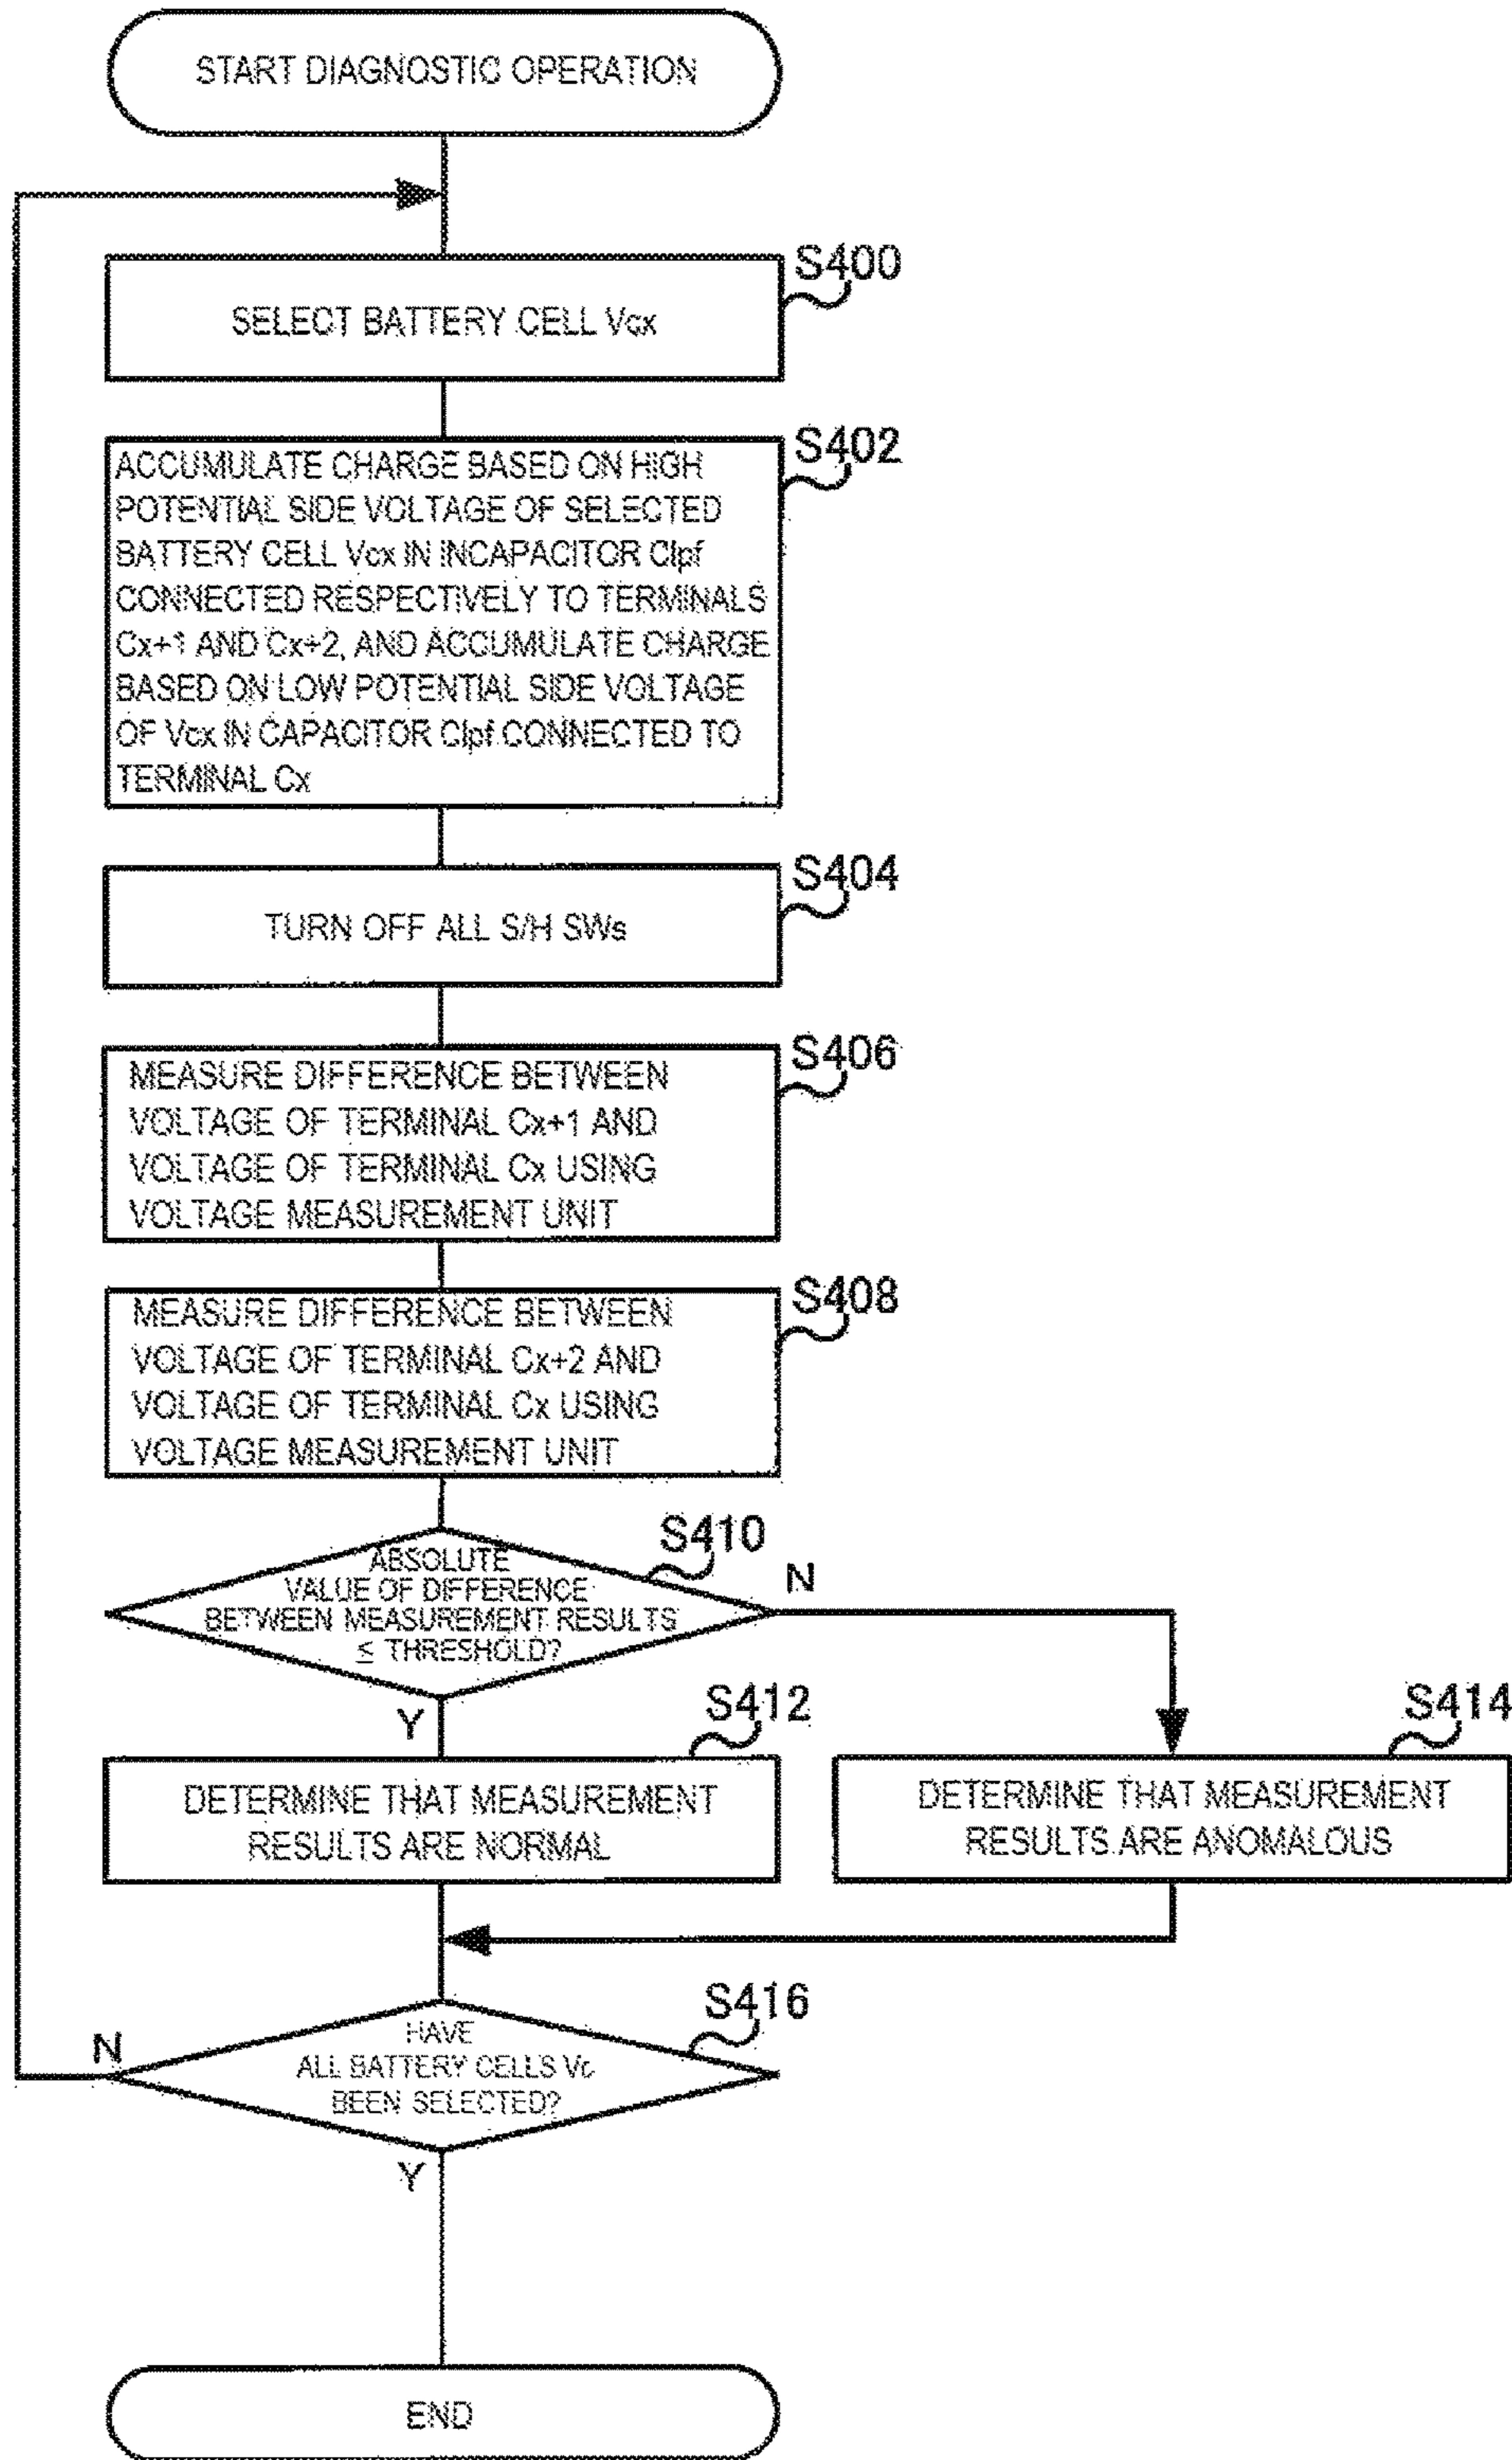 START DIAGNOSTIC OPERATION
S400
SELECT BATTERY CELL Vcx
S402
ACCUMULATE CHARGE BASED ON HIGH
POTENTIAL SIDE VOLTAGE OF SELECTED
BATTERY CELL Vcx IN INCAPACITOR Clpf
CONNECTED RESPECTIVELY TO TERMINALS
Cx+1 AND Cx+2, AND ACCUMULATE CHARGE
BASED ON LOW POTENTIAL SIDE VOLTAGE
OF Vcx IN CAPACITOR Clpf CONNECTED TO
TERMINAL Cx
S404
TURN OFF ALL S/H SWs
S406
MEASURE DIFFERENCE BETWEEN
VOLTAGE OF TERMINAL Cx+1 AND
VOLTAGE OF TERMINAL Cx USING
VOLTAGE MEASUREMENT UNIT
S408
MEASURE DIFFERENCE BETWEEN
VOLTAGE OF TERMINAL Cx+2 AND
VOLTAGE OF TERMINAL Cx USING
VOLTAGE MEASUREMENT UNIT
S410
ABSOLUTE
VALUE OF DIFFERENCE
BETWEEN MEASUREMENT RESULTS
≤ THRESHOLD?
N
Y
S412
DETERMINE THAT MEASUREMENT
RESULTS ARE NORMAL
S414
DETERMINE THAT MEASUREMENT
RESULTS ARE ANOMALOUS
S416
HAVE
ALL BATTERY CELLS Vc
BEEN SELECTED?
N
Y
END